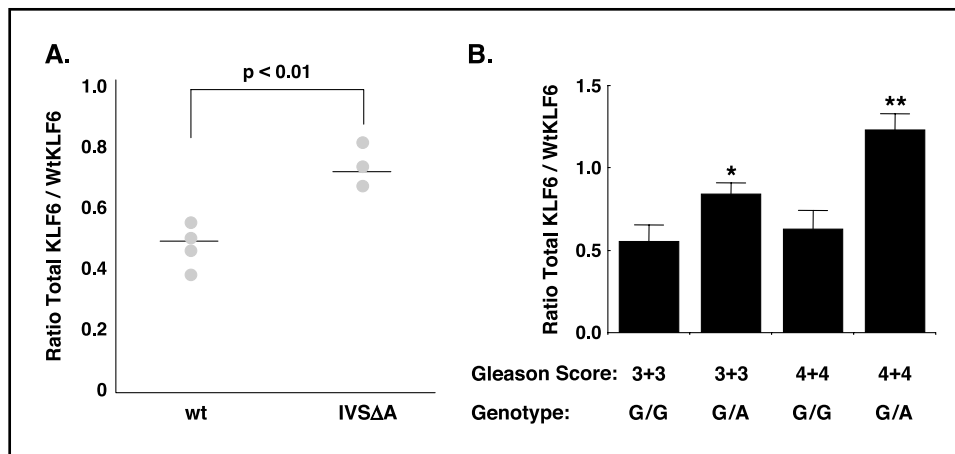 A.
p < 0.01
Ratio Total KLF6 / WtKLF6
1.0
0.8
0.6
0.4
0.2
0
wt IVSΔA
B.
Ratio Total KLF6 / WtKLF6
1.5
1.0
0.5
0.0
*
**
Gleason Score: 3+3 3+3 4+4 4+4
Genotype: G/G G/A G/G G/A